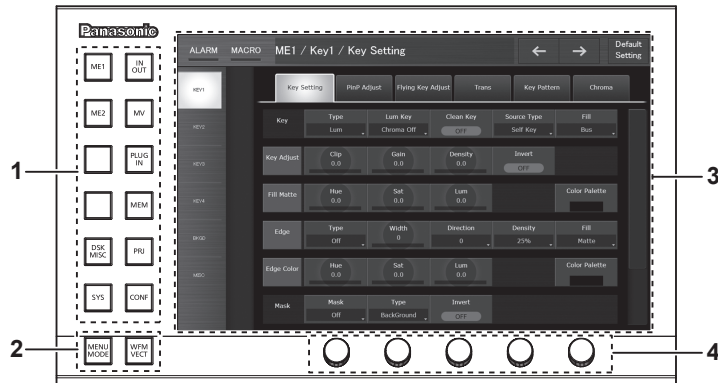 Panasonic
ALARM MACRO ME1 / Key1 / Key Setting ← → Default Setting
ME1 IN OUT
ME2 MV
PLUG IN
MEM
DSK MISC PRJ
SYS CONF
MENU MODE WFM VECT
1
2
3
4
KEY1
KEY2
KEY3
KEY4
BKGD
MISC
Key Setting PinP Adjust Flying Key Adjust Trans Key Pattern Chroma
Key Type Lum Lum Key Chroma Off Clean Key OFF Source Type Self Key Fill Bus
Key Adjust Clip 0.0 Gain 0.0 Density 0.0 Invert OFF
Fill Matte Hue 0.0 Sat 0.0 Lum 0.0 Color Palette
Edge Type Off Width 0 Direction 0 Density 25% Fill Matte
Edge Color Hue 0.0 Sat 0.0 Lum 0.0 Color Palette
Mask Mask Off Type BackGround Invert OFF